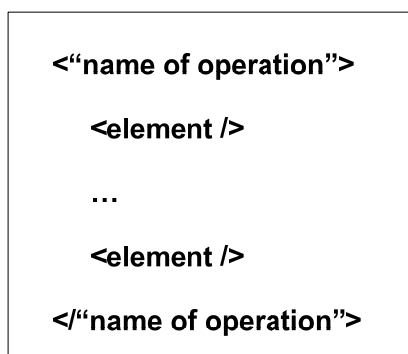 <“name of operation”>
<element />
…
<element />
</“name of operation”>